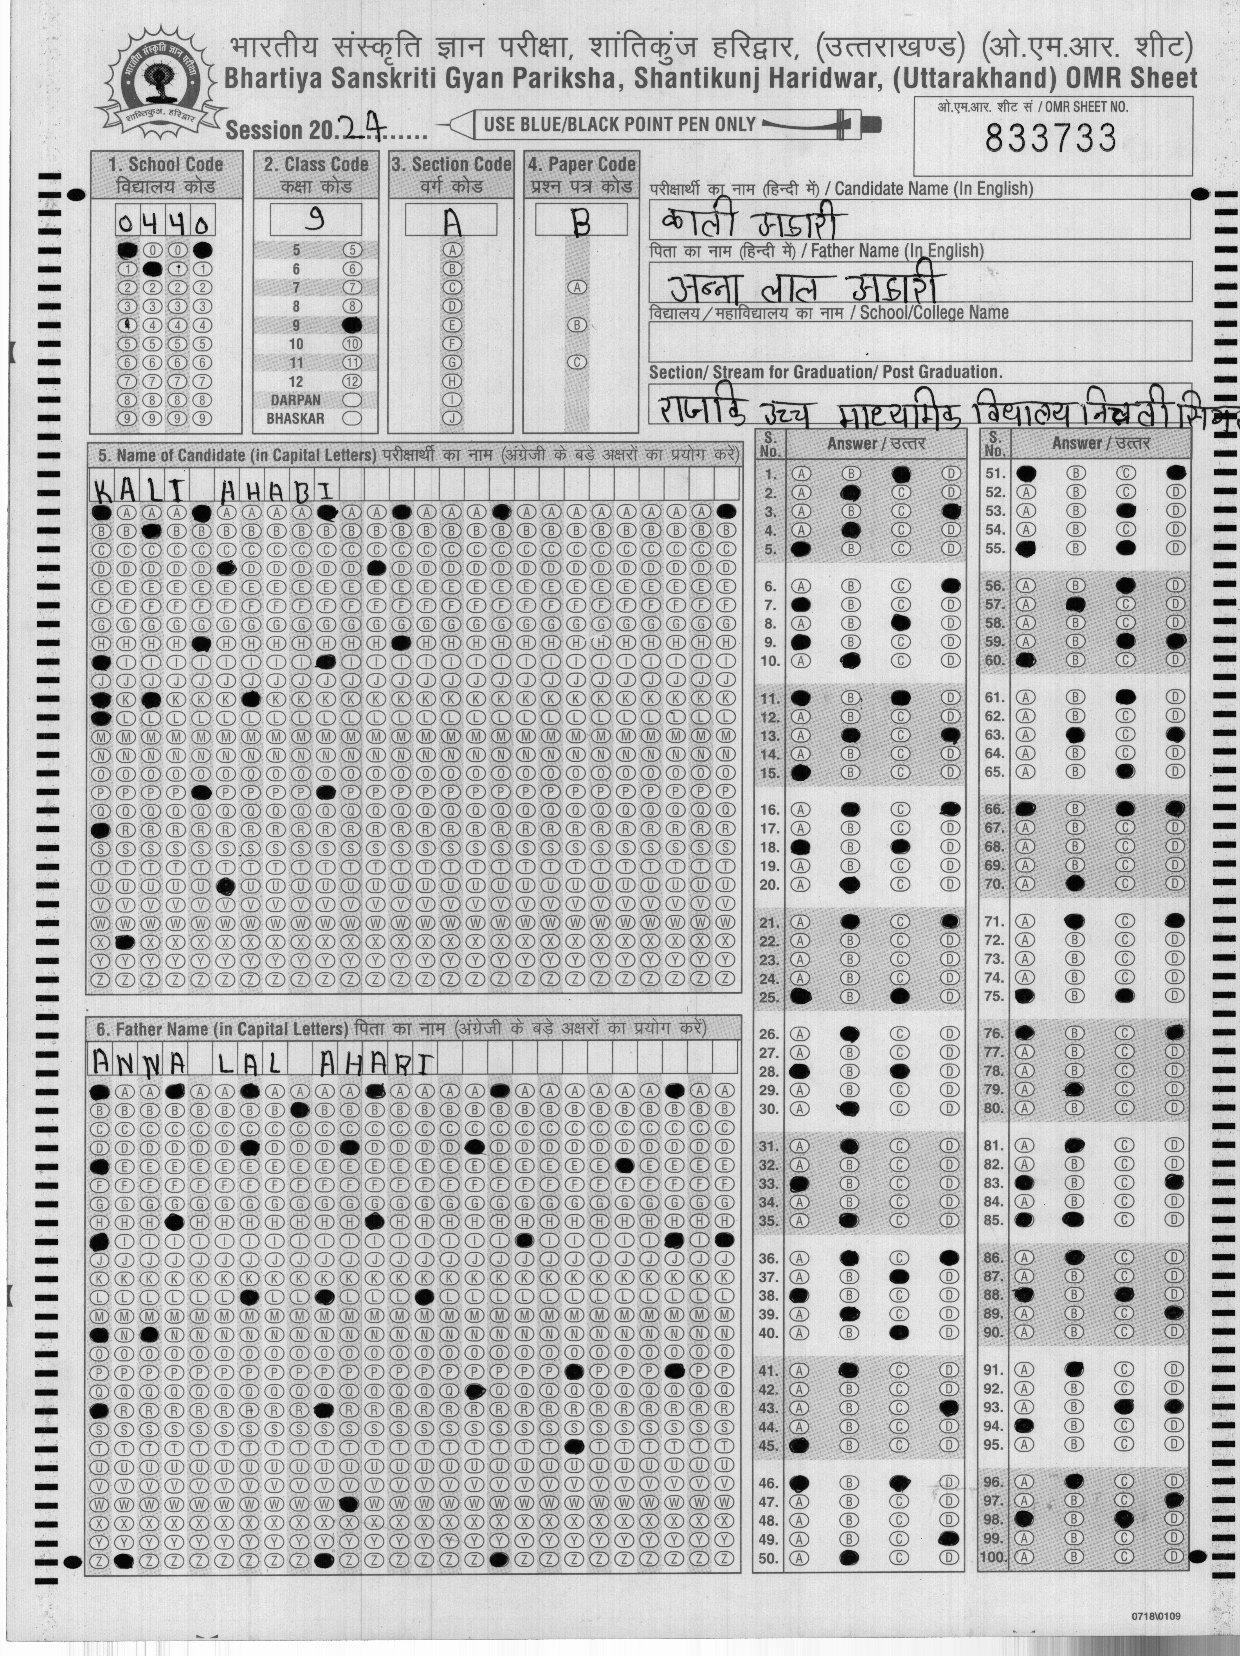 भारतीय संस्कृति ज्ञान परीक्षा, शांतिकुंज हरिद्वार, (उत्तराखण्ड) (ओ.एम.आर. शीट)
Bhartiya Sanskriti Gyan Pariksha, Shantikunj Haridwar, (Uttarakhand) OMR Sheet
Session 2024
USE BLUE/BLACK POINT PEN ONLY
ओ.एम.आर. शीट सं / OMR SHEET NO.
833733
1. School Code
विद्यालय कोड
0440
2. Class Code
कक्षा कोड
9
5
6
7
8
9
10
11
12
DARPAN
BHASKAR
3. Section Code
वर्ग कोड
A
4. Paper Code
प्रश्न पत्र कोड
B
परीक्षार्थी का नाम (हिन्दी में) / Candidate Name (In English)
काली अहारी
पिता का नाम (हिन्दी में) / Father Name (In English)
अन्ना लाल अहारी
विद्यालय/महाविद्यालय का नाम / School/College Name
Section/ Stream for Graduation/ Post Graduation.
उच्च माध्यमिक
5. Name of Candidate (in Capital Letters) परीक्षार्थी का नाम (अंग्रेजी के बड़े अक्षरों का प्रयोग करें)
KALI AHARI
6. Father Name (in Capital Letters) पिता का नाम (अंग्रेजी के बड़े अक्षरों का प्रयोग करें)
ANNA LAL AHARI
S. No. Answer / उत्तर
S. No. Answer / उत्तर
0718\0109